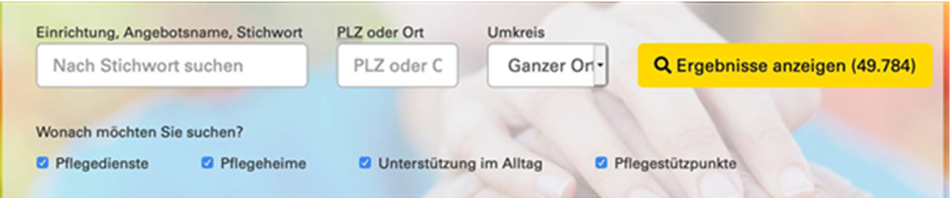 Einrichtung, Angebotsname, Stichwort PLZ oder Ort Umkreis
Nach Stichwort suchen PLZ oder C Ganzer Ort Ergebnisse anzeigen (49.784)
Wonach möchten Sie suchen?
Pflegedienste Pflegeheime Unterstützung im Alltag Pflegestützpunkte